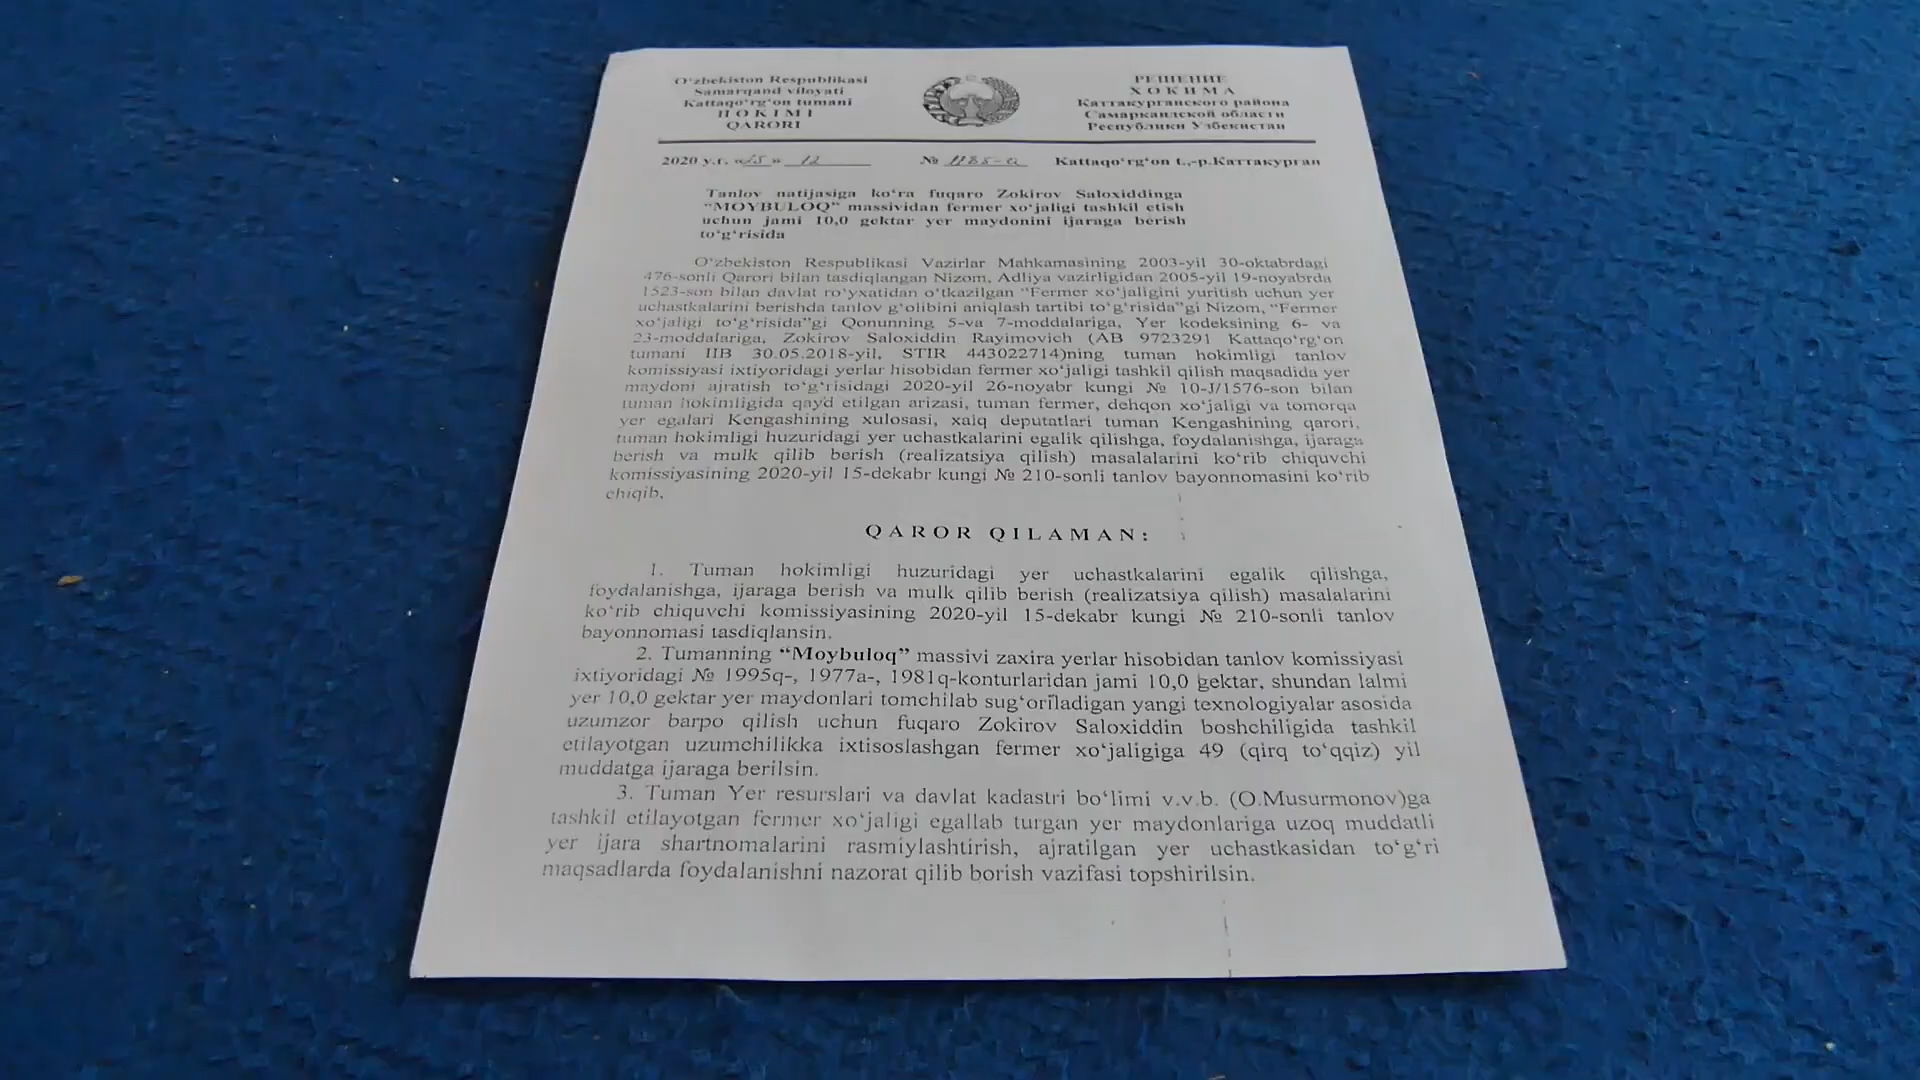 O‘zbekiston Respublikasi
Samarqand viloyati
Kattaqo‘rg‘on tumani
HOKIMI
QARORI
РЕШЕНИЕ
ХОКИМА
Каттакурганского района
Самаркандской области
Республики Узбекистан
2020 y.г. «15» 12 № 1185-q Kattaqo‘rg‘on t.,-р.Каттакурган
Tanlov natijasiga ko‘ra fuqaro Zokirov Saloxiddinga
“MOYBULOQ” massividan fermer xo‘jaligi tashkil etish
uchun jami 10,0 gektar yer maydonini ijaraga berish
to‘g‘risida
O‘zbekiston Respublikasi Vazirlar Mahkamasining 2003-yil 30-oktabrdagi
476-sonli Qarori bilan tasdiqlangan Nizom, Adliya vazirligidan 2005-yil 19-noyabrda
1523-son bilan davlat ro‘yxatidan o‘tkazilgan “Fermer xo‘jaligini yuritish uchun yer
uchastkalarini berishda tanlov g‘olibini aniqlash tartibi to‘g‘risida”gi Nizom, “Fermer
xo‘jaligi to‘g‘risida”gi Qonunning 5-va 7-moddalariga, Yer kodeksining 6- va
23-moddalariga, Zokirov Saloxiddin Rayimovich (AB 9723291 Kattaqo‘rg‘on
tumani IIB 30.05.2018-yil, STIR 443022714)ning tuman hokimligi tanlov
komissiyasi ixtiyoridagi yerlar hisobidan fermer xo‘jaligi tashkil qilish maqsadida yer
maydoni ajratish to‘g‘risidagi 2020-yil 26-noyabr kungi № 10-J/1576-son bilan
tuman hokimligida qayd etilgan arizasi, tuman fermer, dehqon xo‘jaligi va tomorqa
yer egalari Kengashining xulosasi, xalq deputatlari tuman Kengashining qarori,
tuman hokimligi huzuridagi yer uchastkalarini egalik qilishga, foydalanishga, ijaraga
berish va mulk qilib berish (realizatsiya qilish) masalalarini ko‘rib chiquvchi
komissiyasining 2020-yil 15-dekabr kungi № 210-sonli tanlov bayonnomasini ko‘rib
chiqib,
QAROR QILAMAN:
1. Tuman hokimligi huzuridagi yer uchastkalarini egalik qilishga,
foydalanishga, ijaraga berish va mulk qilib berish (realizatsiya qilish) masalalarini
ko‘rib chiquvchi komissiyasining 2020-yil 15-dekabr kungi № 210-sonli tanlov
bayonnomasi tasdiqlansin.
2. Tumanning “Moybuloq” massivi zaxira yerlar hisobidan tanlov komissiyasi
ixtiyoridagi № 1995q-, 1977a-, 1981q-konturlaridan jami 10,0 gektar, shundan lalmi
yer 10,0 gektar yer maydonlari tomchilab sug‘oriladigan yangi texnologiyalar asosida
uzumzor barpo qilish uchun fuqaro Zokirov Saloxiddin boshchiligida tashkil
etilayotgan uzumchilikka ixtisoslashgan fermer xo‘jaligiga 49 (qirq to‘qqiz) yil
muddatga ijaraga berilsin.
3. Tuman Yer resurslari va davlat kadastri bo‘limi v.v.b. (O.Musurmonov)ga
tashkil etilayotgan fermer xo‘jaligi egallab turgan yer maydonlariga uzoq muddatli
yer ijara shartnomalarini rasmiylashtirish, ajratilgan yer uchastkasidan to‘g‘ri
maqsadlarda foydalanishni nazorat qilib borish vazifasi topshirilsin.